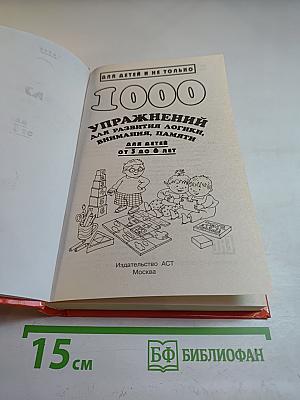 ДЛЯ ДЕТЕЙ И НЕ ТОЛЬКО
1000
УПРАЖНЕНИЙ
ДЛЯ РАЗВИТИЯ ЛОГИКИ,
ВНИМАНИЯ, ПАМЯТИ
ДЛЯ ДЕТЕЙ
ОТ 3 ДО 6 ЛЕТ
Издательство АСТ
Москва
15 см
БФ БИБЛИОФАН